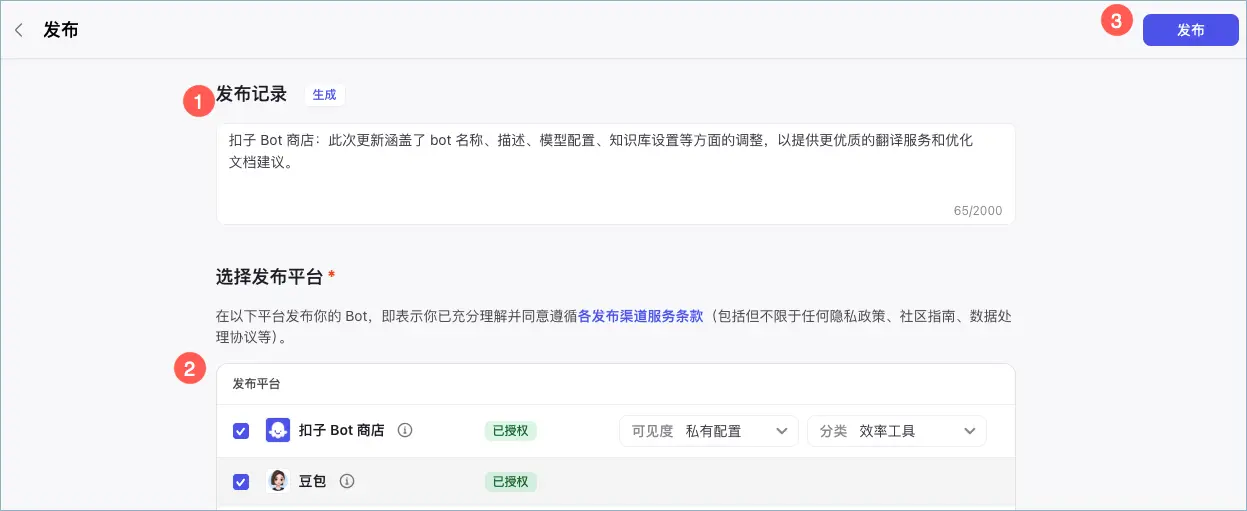 发布
3
发布
1
发布记录
生成
扣子 Bot 商店：此次更新涵盖了 bot 名称、描述、模型配置、知识库设置等方面的调整，以提供更优质的翻译服务和优化
文档建议。
65/2000
选择发布平台 *
在以下平台发布你的 Bot，即表示你已充分理解并同意遵循各发布渠道服务条款（包括但不限于任何隐私政策、社区指南、数据处
理协议等）。
2
发布平台
扣子 Bot 商店
已授权
可见度 私有配置
分类 效率工具
豆包
已授权